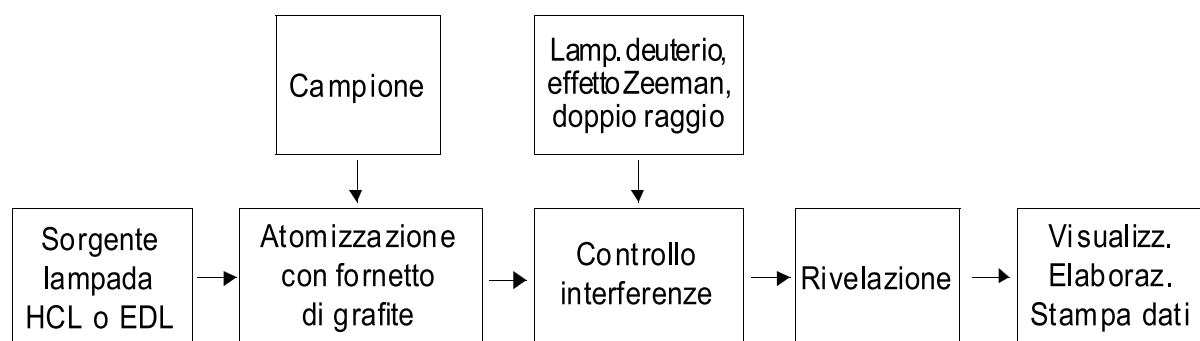 Campione
Lamp. deuterio,
effetto Zeeman,
doppio raggio
Sorgente
lampada
HCL o EDL
Atomizzazione
con fornetto
di grafite
Controllo
interferenze
Rivelazione
Visualizz.
Elaboraz.
Stampa dati